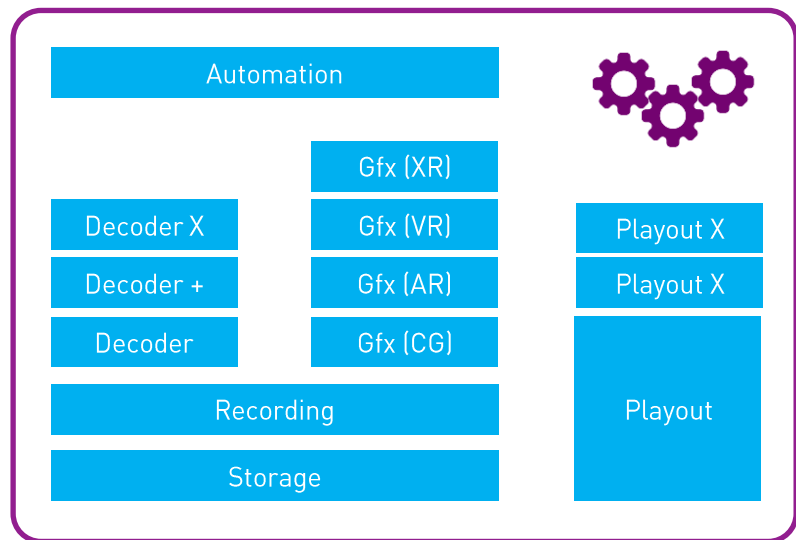 Automation
Gfx (XR)
Decoder X
Gfx (VR)
Playout X
Decoder +
Gfx (AR)
Playout X
Decoder
Gfx (CG)
Recording
Playout
Storage